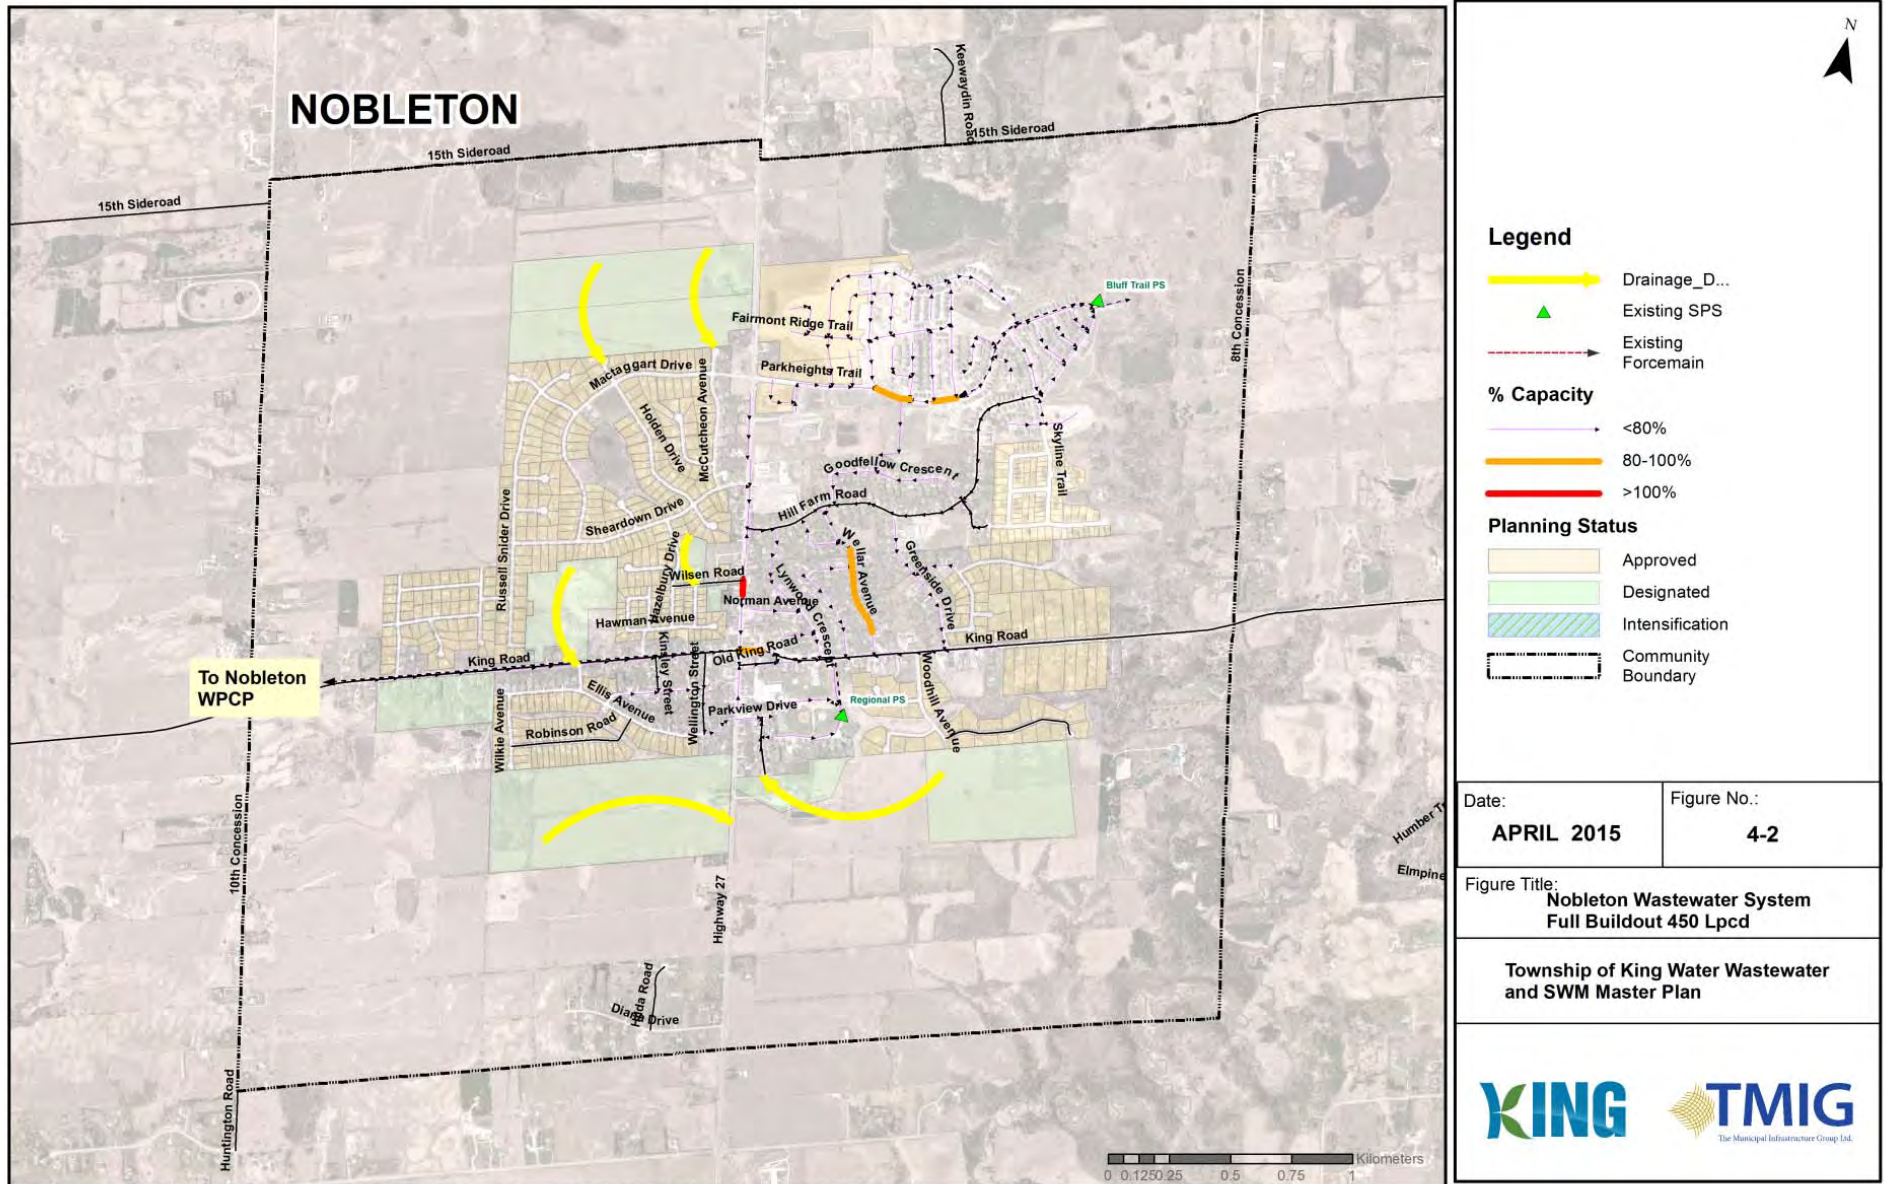 NOBLETON
Keewaydin Road
15th Sideroad
15th Sideroad
15th Sideroad
8th Concession
Bluff Trail PS
Fairmont Ridge Trail
Parkheights Trail
Mactaggart Drive
McCutcheon Avenue
Holden Drive
Skyline Trail
Goodfellow Crescent
Hill Farm Road
Sheardown Drive
Russell Snider Drive
Wellar Avenue
Greenside Drive
Hazelbury Drive
Wilsen Road
Lynwood Crescent
Norman Avenue
Hawman Avenue
King Road
Old King Road
King Road
Kinsley Street
Wellington Street
To Nobleton
WPCP
Ellis Avenue
Woodhill Avenue
Regional PS
Parkview Drive
Robinson Road
Wilkie Avenue
10th Concession
Highway 27
Humber T
Elmpine
Hilda Road
Diana Drive
Huntington Road
Kilometers
0 0.125 0.25 0.5 0.75 1
N
Legend
Drainage_D...
Existing SPS
Existing
Forcemain
% Capacity
<80%
80-100%
>100%
Planning Status
Approved
Designated
Intensification
Community
Boundary
Date:
APRIL 2015
Figure No.:
4-2
Figure Title:
Nobleton Wastewater System
Full Buildout 450 Lpcd
Township of King Water Wastewater
and SWM Master Plan
KING
TMIG
The Municipal Infrastructure Group Ltd.